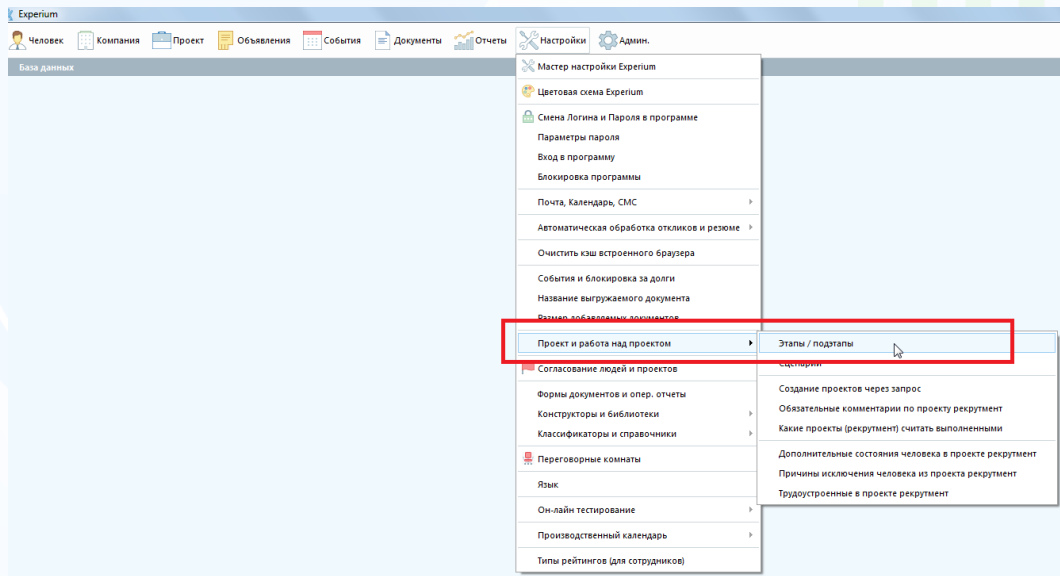 Experium
Человек Компания Проект Объявления События Документы Отчеты Настройки Админ.
База данных
Мастер настройки Experium
Цветовая схема Experium
Смена Логина и Пароля в программе
Параметры пароля
Вход в программу
Блокировка программы
Почта, Календарь, СМС
Автоматическая обработка откликов и резюме
Очистить кэш встроенного браузера
События и блокировка за долги
Название выгружаемого документа
Размер добавляемых документов
Проект и работа над проектом
Согласование людей и проектов
Формы документов и опер. отчеты
Конструкторы и библиотеки
Классификаторы и справочники
Переговорные комнаты
Язык
Он-лайн тестирование
Производственный календарь
Типы рейтингов (для сотрудников)
Этапы / подэтапы
Сценарии
Создание проектов через запрос
Обязательные комментарии по проекту рекрутмент
Какие проекты (рекрутмент) считать выполненными
Дополнительные состояния человека в проекте рекрутмент
Причины исключения человека из проекта рекрутмент
Трудоустроенные в проекте рекрутмент